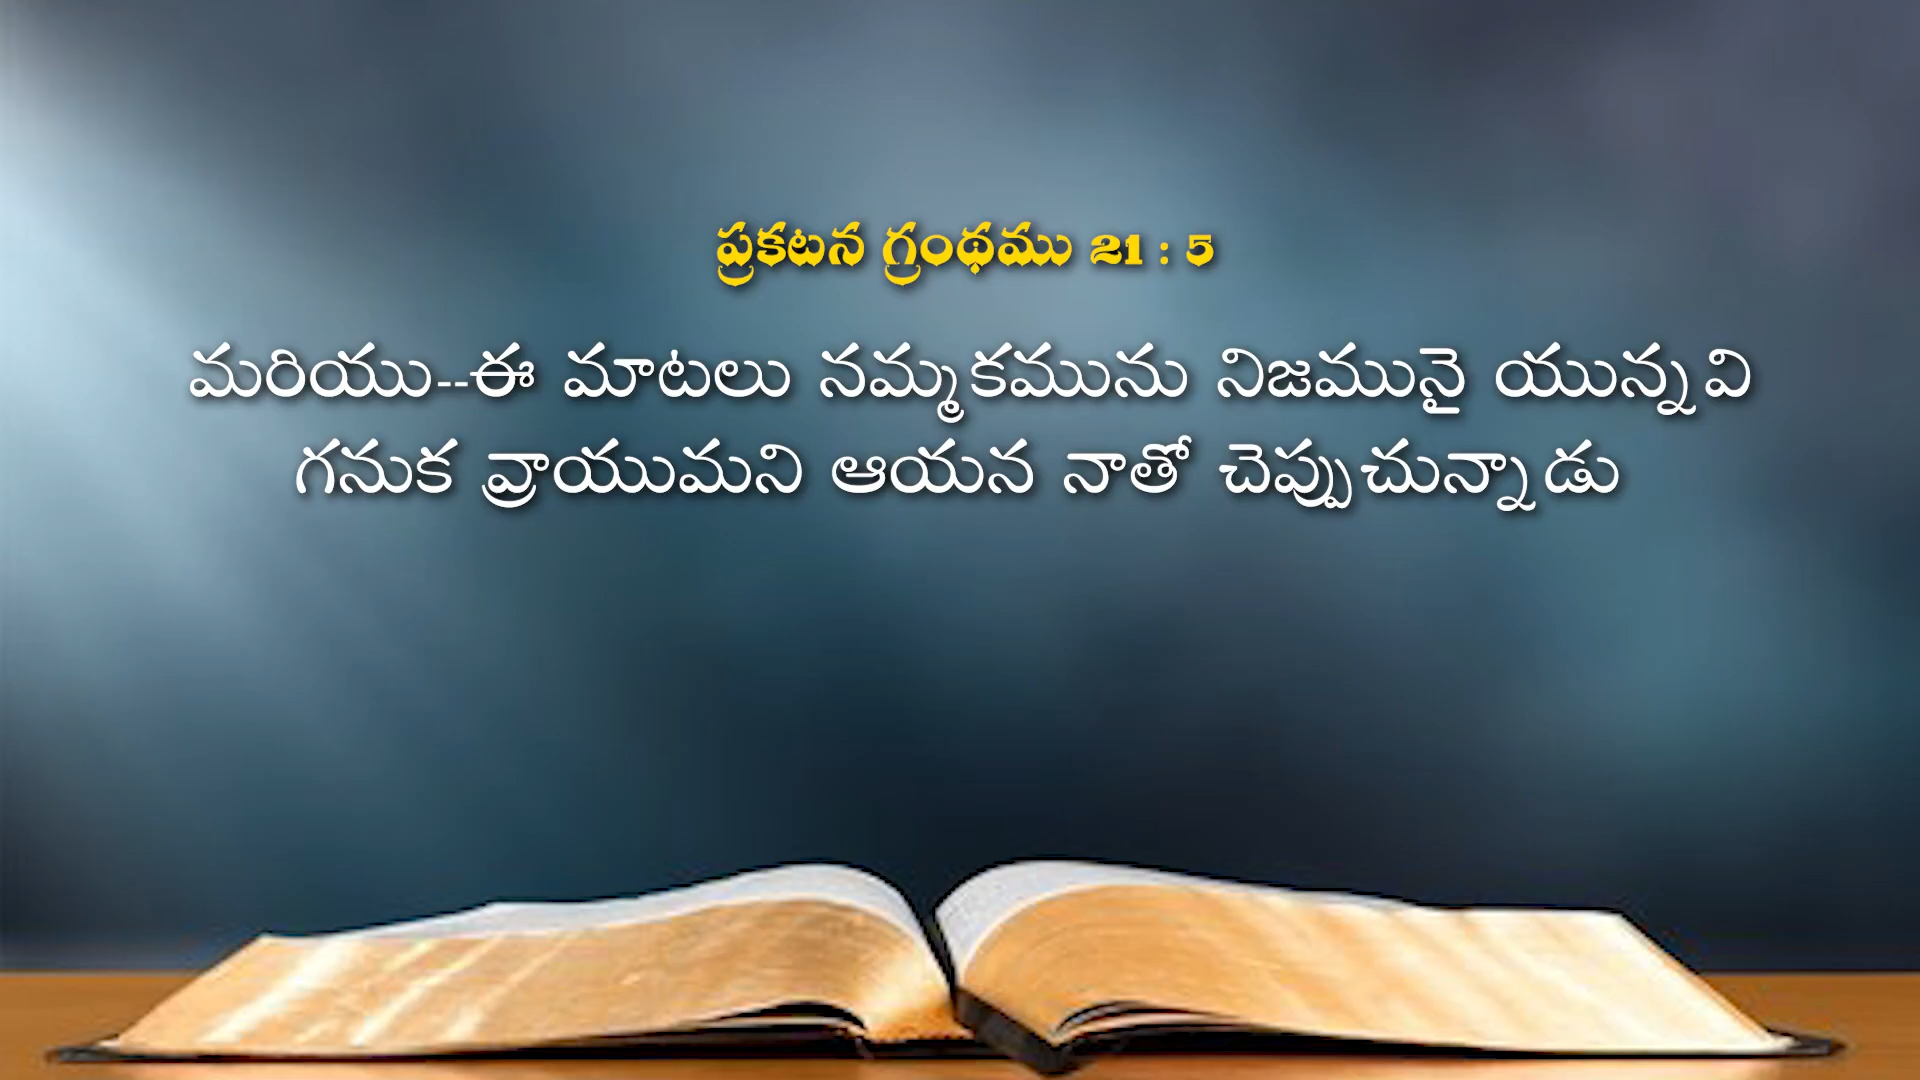 ప్రకటన గ్రంథము 21 : 5
మరియు--ఈ మాటలు నమ్మకమును నిజమునై యున్నవి
గనుక వ్రాయుమని ఆయన నాతో చెప్పుచున్నాడు